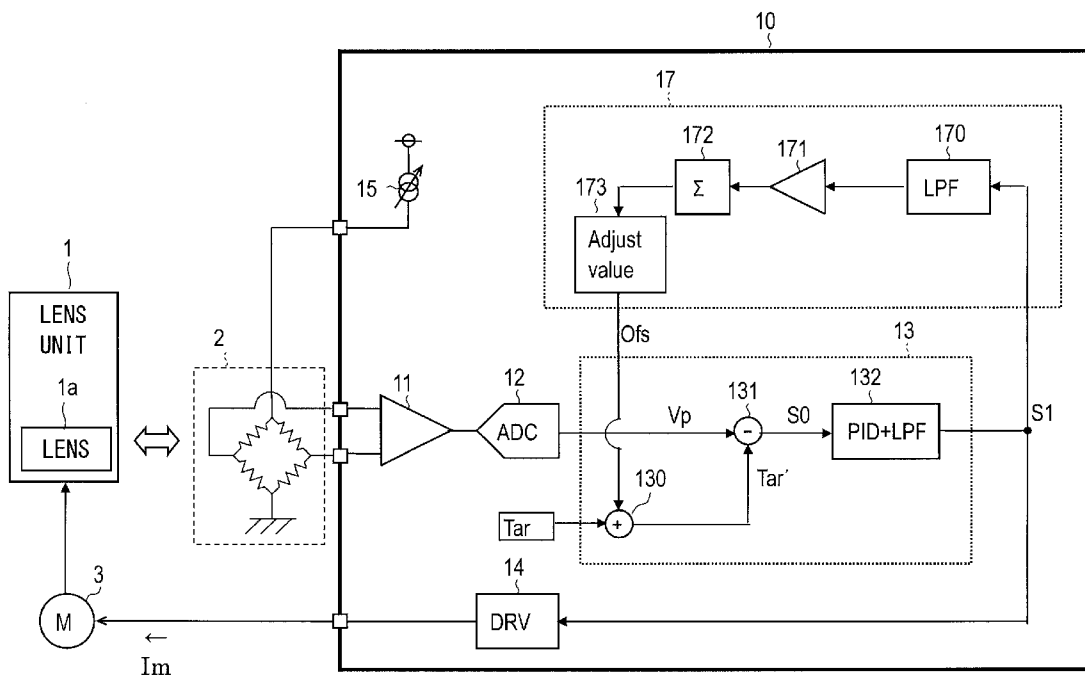 10
17
172
171
170
173
Σ
LPF
15
Adjust
value
1
LENS
UNIT
1a
LENS
2
Ofs
13
11
12
131
132
ADC
Vp
-
S0
PID+LPF
S1
130
Tar´
Tar
+
14
3
M
DRV
←
Im